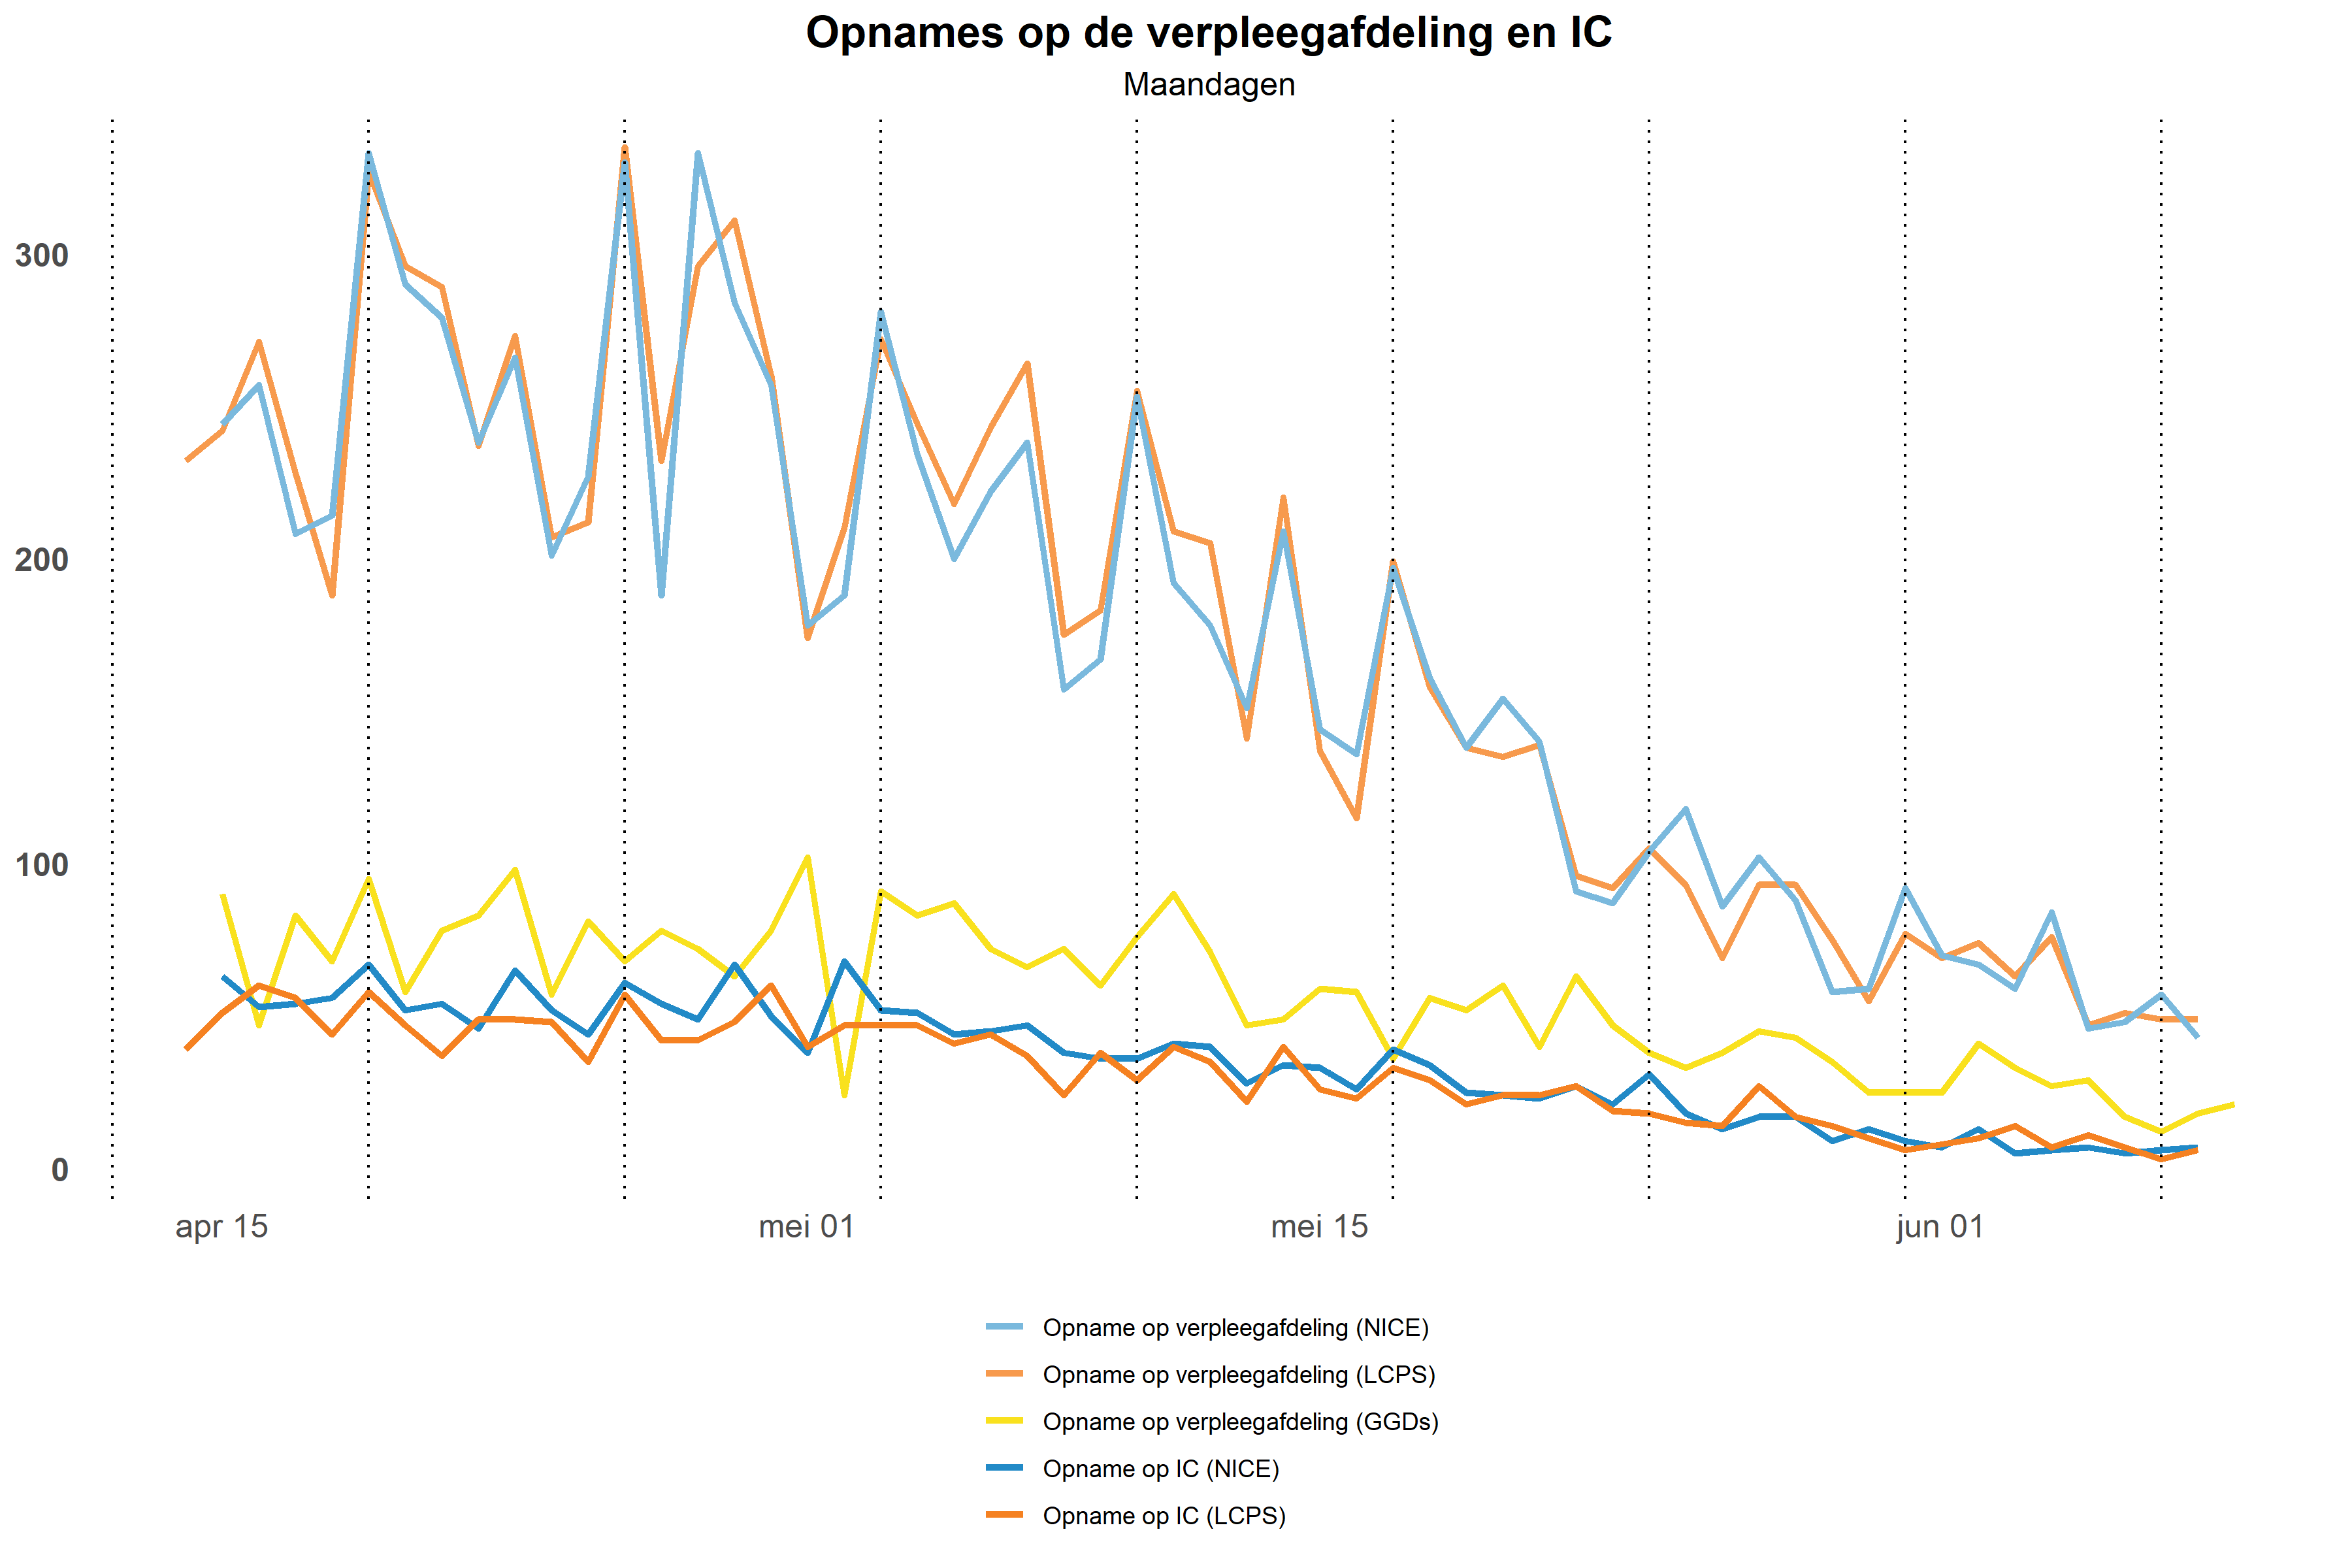 Opnames op de verpleegafdeling en IC
Maandagen
300
200
100
0
apr 15
mei 01
mei 15
jun 01
Opname op verpleegafdeling (NICE)
Opname op verpleegafdeling (LCPS)
Opname op verpleegafdeling (GGDs)
Opname op IC (NICE)
Opname op IC (LCPS)